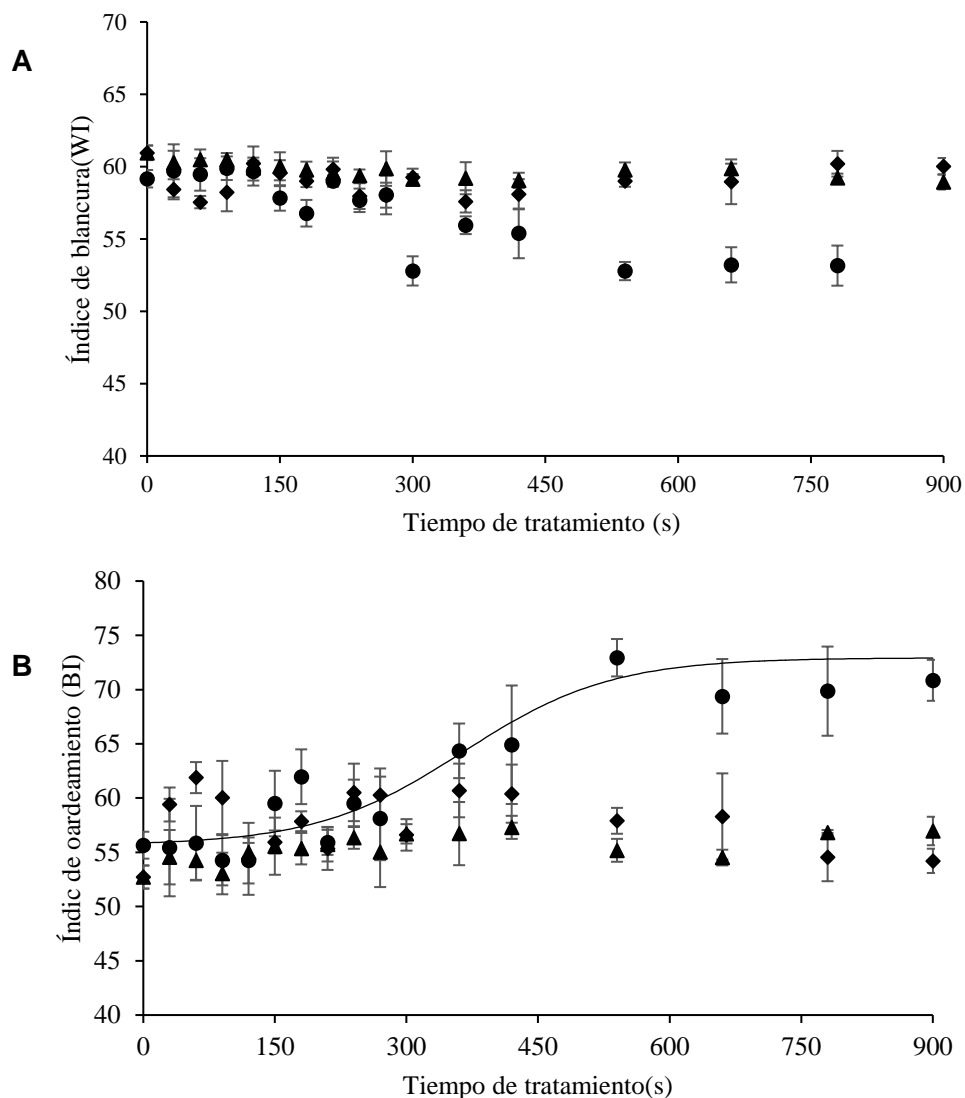 A
Índice de blancura(WI)
70
65
60
55
50
45
40
0 150 300 450 600 750 900
Tiempo de tratamiento (s)
B
Índic de oardeamiento (BI)
80
75
70
65
60
55
50
45
40
0 150 300 450 600 750 900
Tiempo de tratamiento(s)